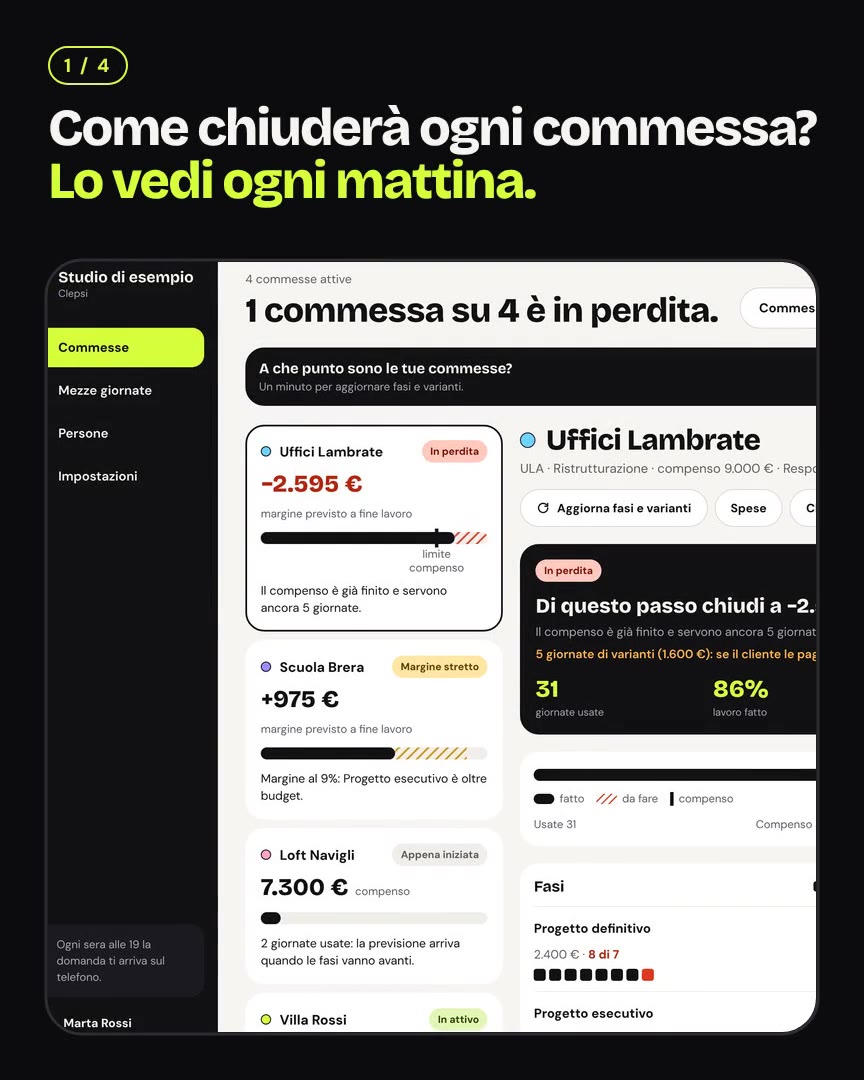 1 / 4
Come chiuderà ogni commessa?
Lo vedi ogni mattina.
Studio di esempio
Clepsi
Commesse
Mezze giornate
Persone
Impostazioni
Ogni sera alle 19 la
domanda ti arriva sul
telefono.
Marta Rossi
4 commesse attive
1 commessa su 4 è in perdita.
Commes
A che punto sono le tue commesse?
Un minuto per aggiornare fasi e varianti.
Uffici Lambrate
In perdita
−2.595 €
margine previsto a fine lavoro
limite
compenso
Il compenso è già finito e servono
ancora 5 giornate.
Scuola Brera
Margine stretto
+975 €
margine previsto a fine lavoro
Margine al 9%: Progetto esecutivo è oltre
budget.
Loft Navigli
Appena iniziata
7.300 € compenso
2 giornate usate: la previsione arriva
quando le fasi vanno avanti.
Villa Rossi
In attivo
Uffici Lambrate
ULA · Ristrutturazione · compenso 9.000 € · Respo
Aggiorna fasi e varianti
Spese
C
In perdita
Di questo passo chiudi a −2.
Il compenso è già finito e servono ancora 5 giornat
5 giornate di varianti (1.600 €): se il cliente le pag
31
giornate usate
86%
lavoro fatto
fatto
da fare
compenso
Usate 31
Compenso
Fasi
Progetto definitivo
2.400 € · 8 di 7
Progetto esecutivo